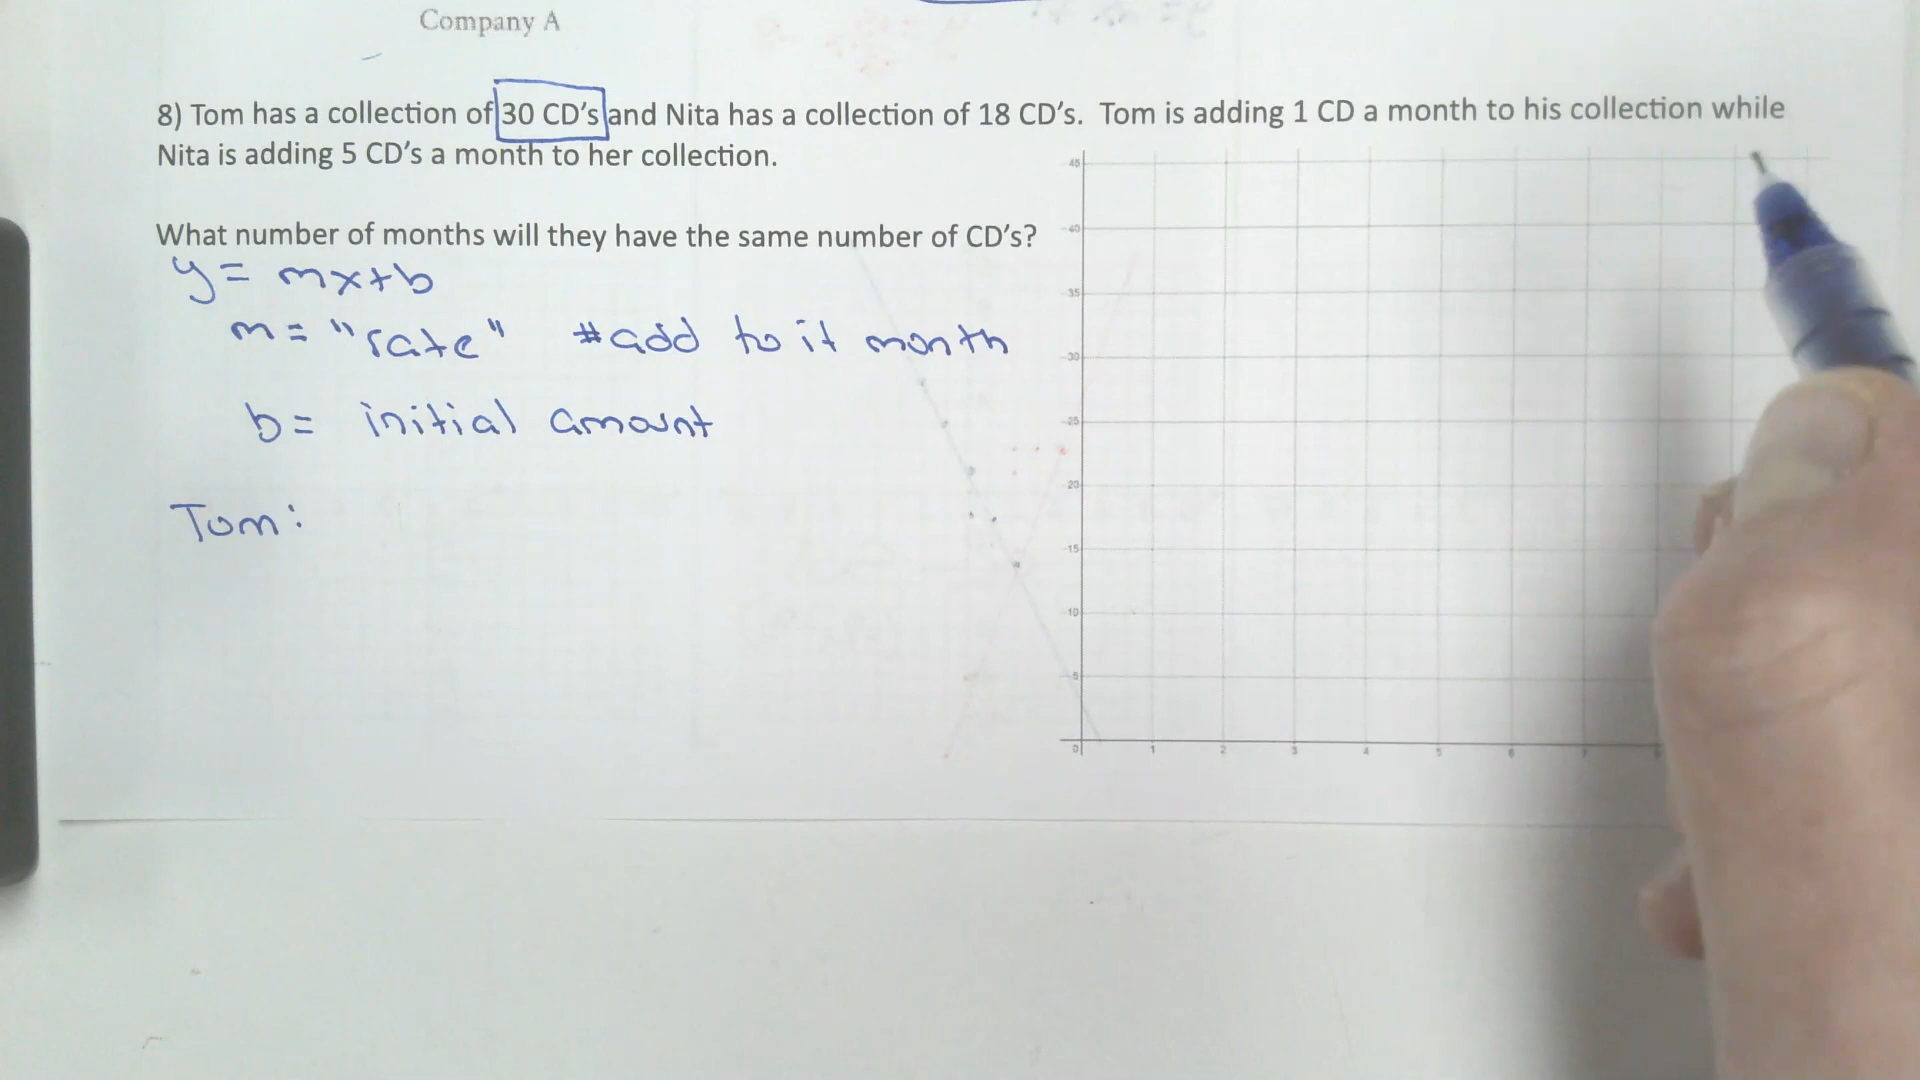 Company A
8) Tom has a collection of 30 CD's and Nita has a collection of 18 CD's. Tom is adding 1 CD a month to his collection while
Nita is adding 5 CD's a month to her collection.
What number of months will they have the same number of CD's?
y = mx+b
m = "rate" #add to it month
b = initial amount
Tom:
45
40
35
30
25
20
15
10
5
0 1 2 3 4 5 6 7